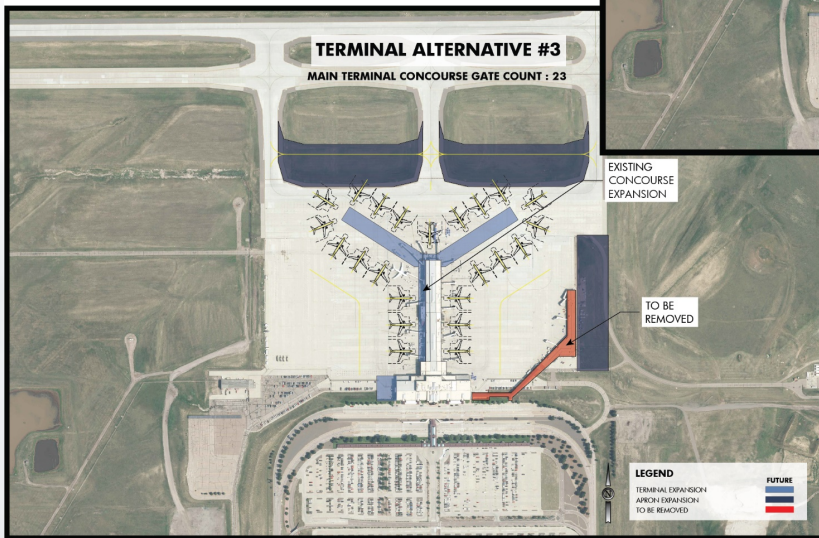 TERMINAL ALTERNATIVE #3
MAIN TERMINAL CONCOURSE GATE COUNT : 23
EXISTING
CONCOURSE
EXPANSION
TO BE
REMOVED
LEGEND
FUTURE
TERMINAL EXPANSION
APRON EXPANSION
TO BE REMOVED